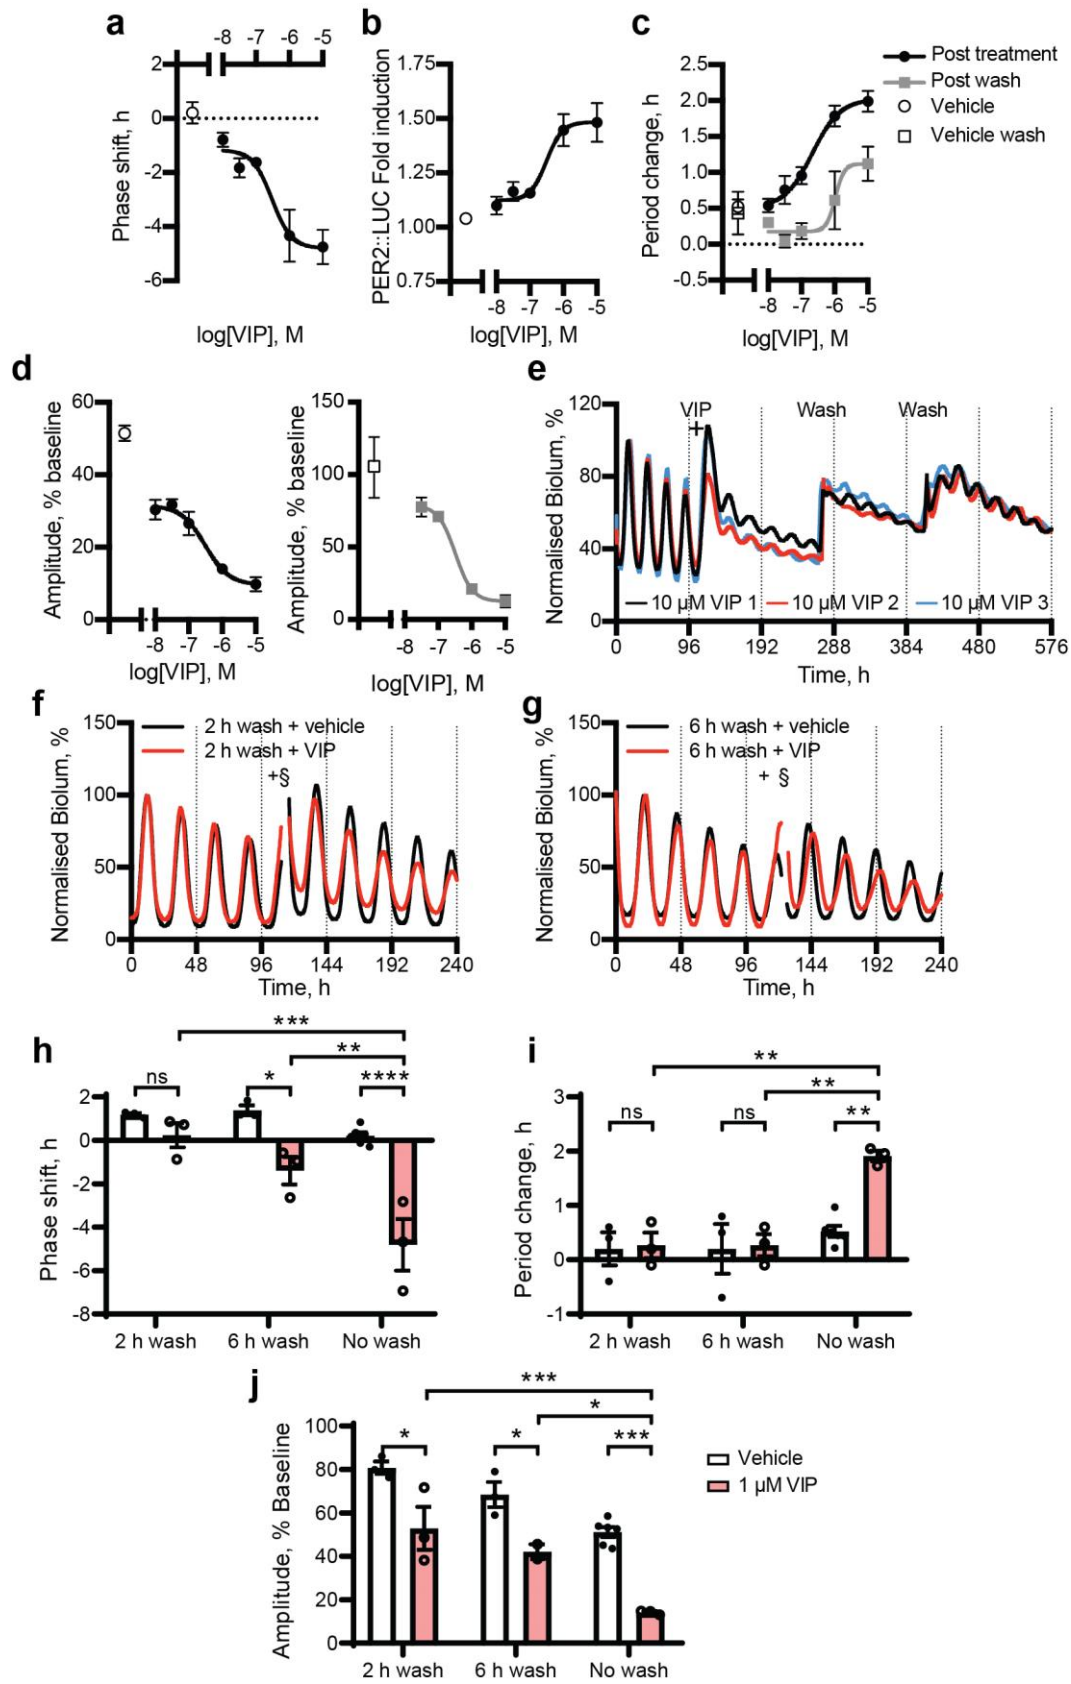 a
-8 -7 -6 -5
2
0
-2
-4
-6
Phase shift, h
log[VIP], M
b
1.75
1.50
1.25
1.00
0.75
PER2::LUC Fold induction
-8 -7 -6 -5
log[VIP], M
c
2.5
2.0
1.5
1.0
0.5
0.0
-0.5
Period change, h
-8 -7 -6 -5
log[VIP], M
Post treatment
Post wash
Vehicle
Vehicle wash
d
60
40
20
0
Amplitude, % baseline
-8 -7 -6 -5
log[VIP], M
150
100
50
0
Amplitude, % baseline
-8 -7 -6 -5
log[VIP], M
e
120
80
40
0
Normalised Biolum, %
VIP Wash Wash
+
10 µM VIP 1 10 µM VIP 2 10 µM VIP 3
0 96 192 288 384 480 576
Time, h
f
150
100
50
0
Normalised Biolum, %
2 h wash + vehicle
2 h wash + VIP
+§
0 48 96 144 192 240
Time, h
g
150
100
50
0
Normalised Biolum, %
6 h wash + vehicle
6 h wash + VIP
+ §
0 48 96 144 192 240
Time, h
h
***
**
ns * ****
2
0
-2
-4
-6
-8
Phase shift, h
2 h wash 6 h wash No wash
i
**
**
ns ns **
3
2
1
0
-1
Period change, h
2 h wash 6 h wash No wash
j
***
*
* * ***
100
80
60
40
20
0
Amplitude, % Baseline
2 h wash 6 h wash No wash
Vehicle
1 µM VIP